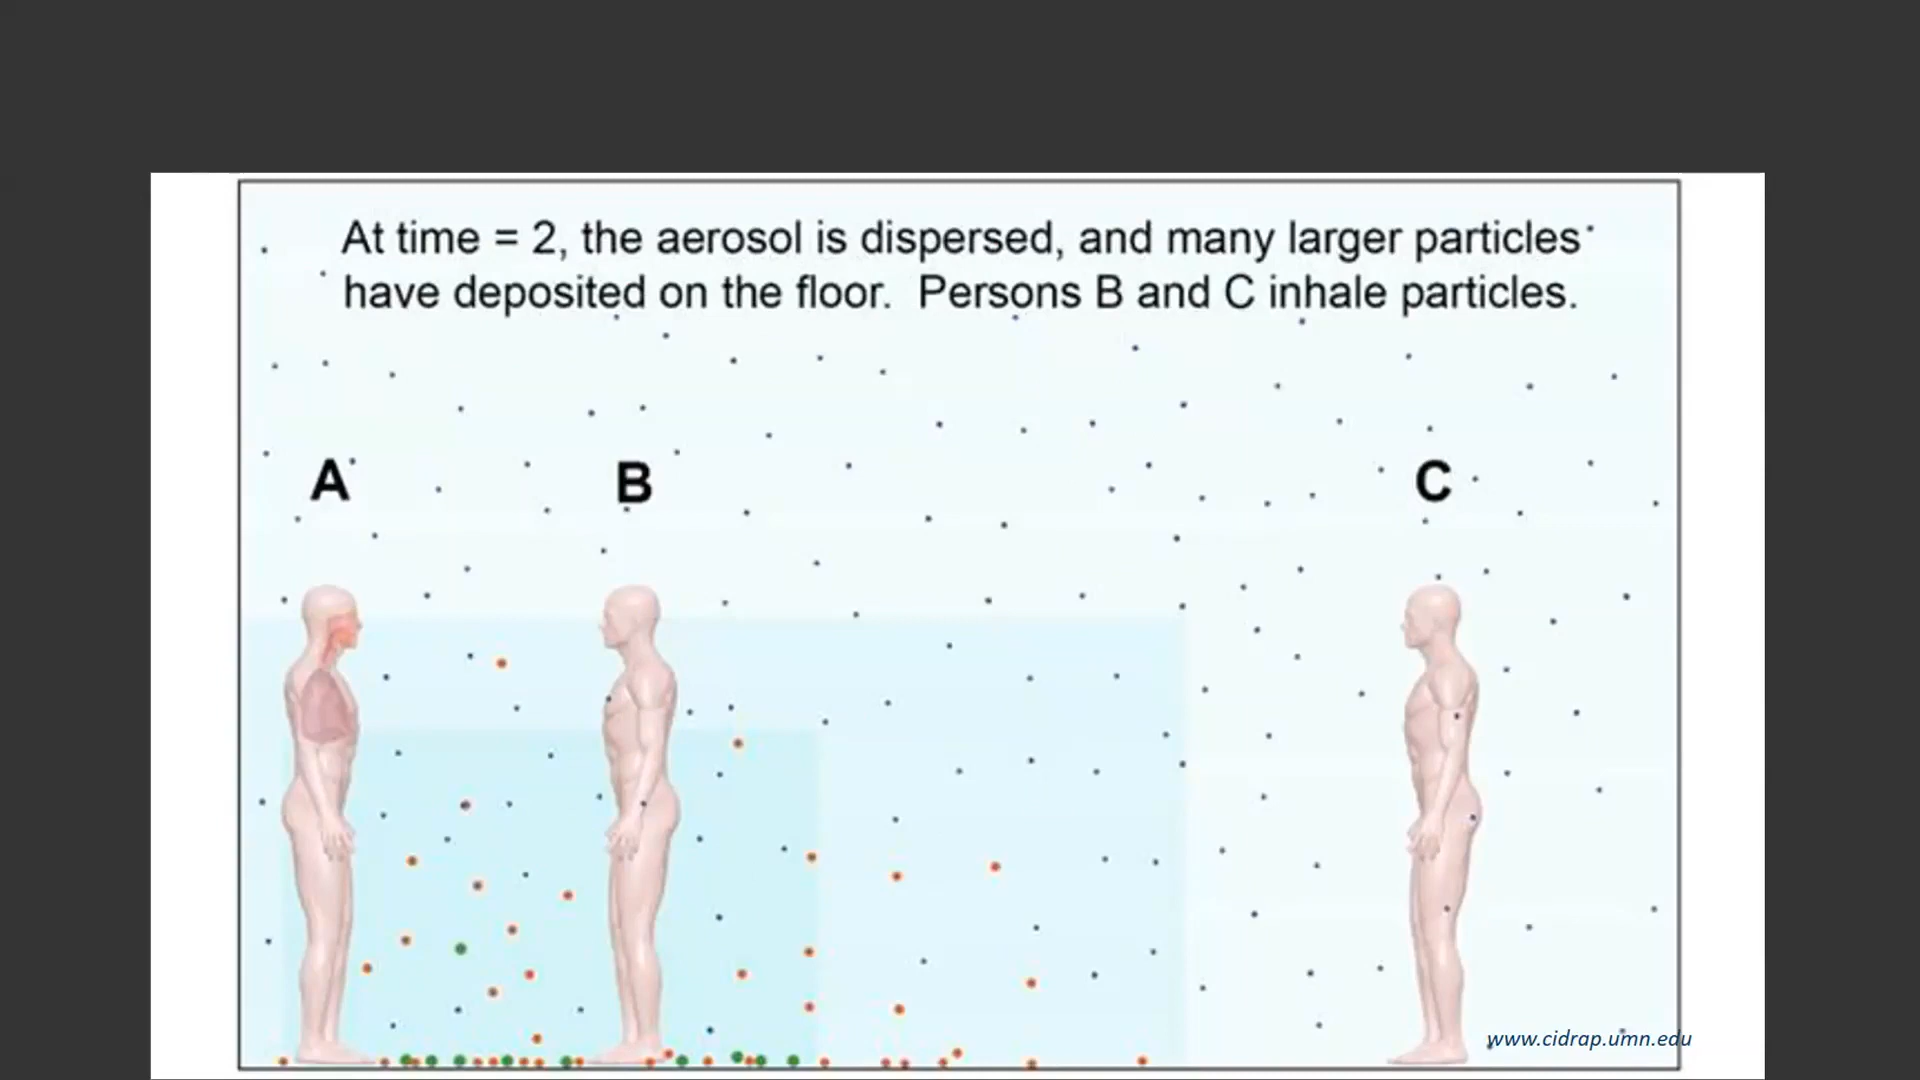 At time = 2, the aerosol is dispersed, and many larger particles
have deposited on the floor. Persons B and C inhale particles.
A
B
C
www.cidrap.umn.edu